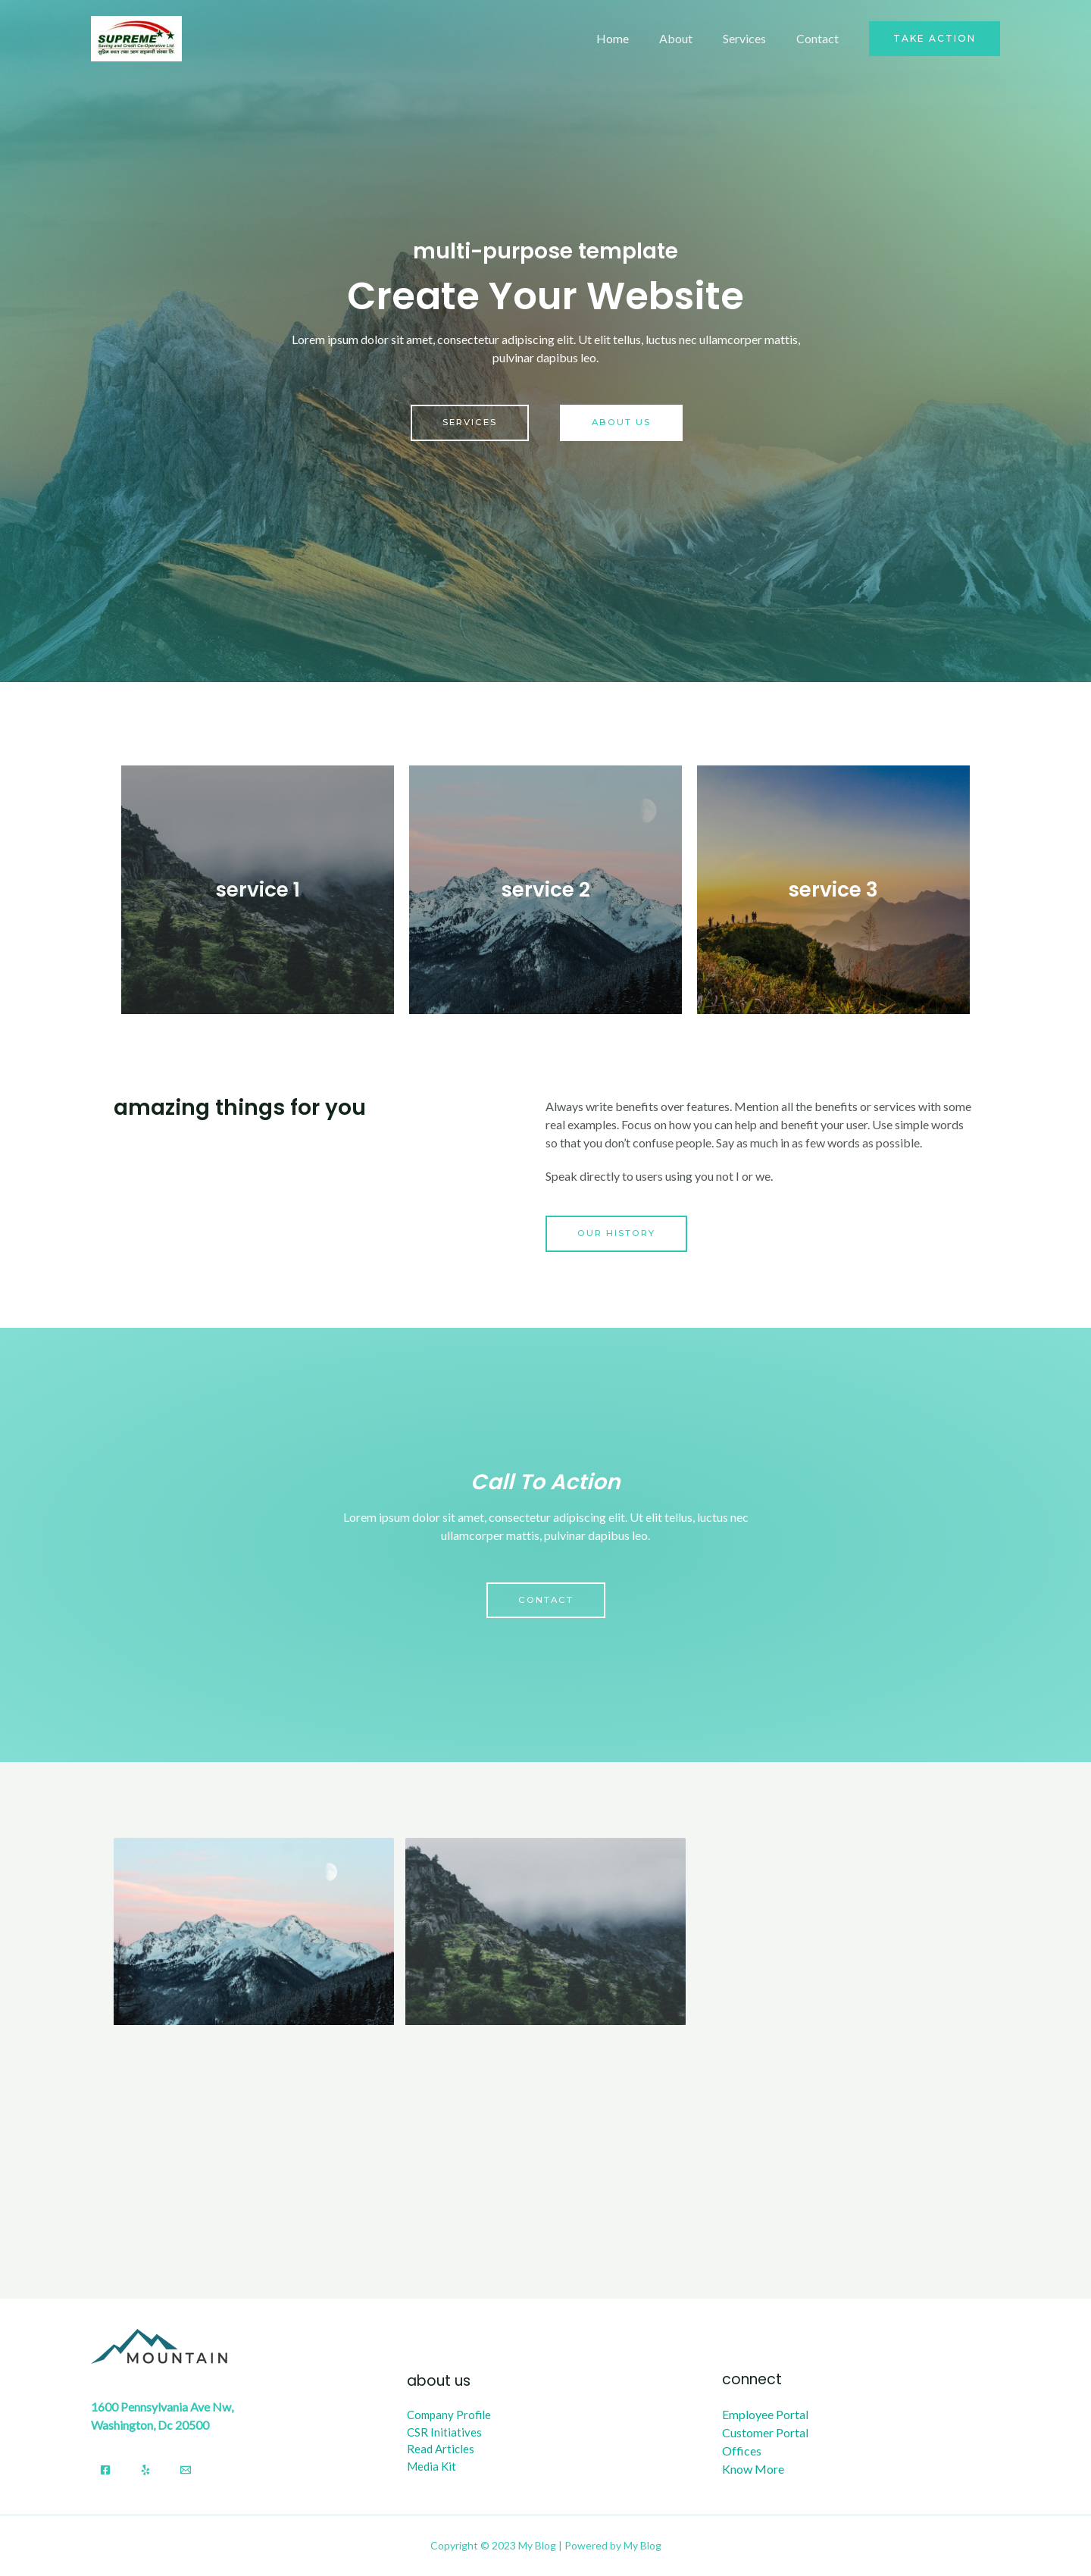 SUPREME
Saving and Credit Co-Operative Ltd
Home
About
Services
Contact
TAKE ACTION
multi-purpose template
Create Your Website
Lorem ipsum dolor sit amet, consectetur adipiscing elit. Ut elit tellus, luctus nec ullamcorper mattis,
pulvinar dapibus leo.
SERVICES
ABOUT US
service 1
service 2
service 3
amazing things for you
Always write benefits over features. Mention all the benefits or services with some
real examples. Focus on how you can help and benefit your user. Use simple words
so that you don’t confuse people. Say as much in as few words as possible.
Speak directly to users using you not I or we.
OUR HISTORY
Call To Action
Lorem ipsum dolor sit amet, consectetur adipiscing elit. Ut elit tellus, luctus nec
ullamcorper mattis, pulvinar dapibus leo.
CONTACT
MOUNTAIN
1600 Pennsylvania Ave Nw,
Washington, Dc 20500
about us
Company Profile
CSR Initiatives
Read Articles
Media Kit
connect
Employee Portal
Customer Portal
Offices
Know More
Copyright © 2023 My Blog | Powered by My Blog